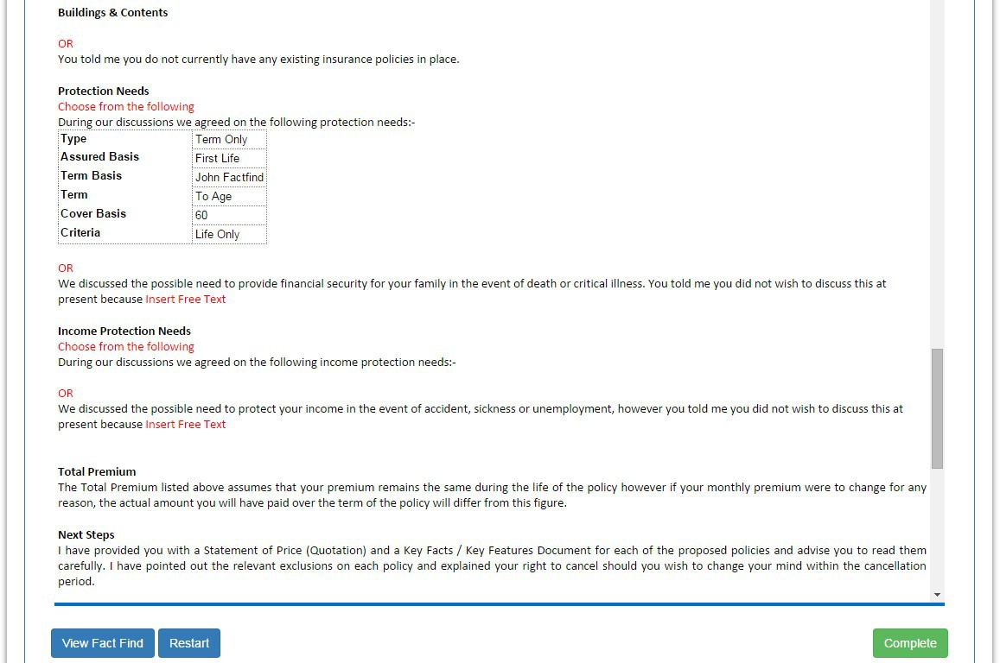 Buildings & Contents
OR
You told me you do not currently have any existing insurance policies in place.
Protection Needs
Choose from the following
During our discussions we agreed on the following protection needs:-
Type Term Only
Assured Basis First Life
Term Basis John Factfind
Term To Age
Cover Basis 60
Criteria Life Only
OR
We discussed the possible need to provide financial security for your family in the event of death or critical illness. You told me you did not wish to discuss this at
present because Insert Free Text
Income Protection Needs
Choose from the following
During our discussions we agreed on the following income protection needs:-
OR
We discussed the possible need to protect your income in the event of accident, sickness or unemployment, however you told me you did not wish to discuss this at
present because Insert Free Text
Total Premium
The Total Premium listed above assumes that your premium remains the same during the life of the policy however if your monthly premium were to change for any
reason, the actual amount you will have paid over the term of the policy will differ from this figure.
Next Steps
I have provided you with a Statement of Price (Quotation) and a Key Facts / Key Features Document for each of the proposed policies and advise you to read them
carefully. I have pointed out the relevant exclusions on each policy and explained your right to cancel should you wish to change your mind within the cancellation
period.
View Fact Find Restart Complete